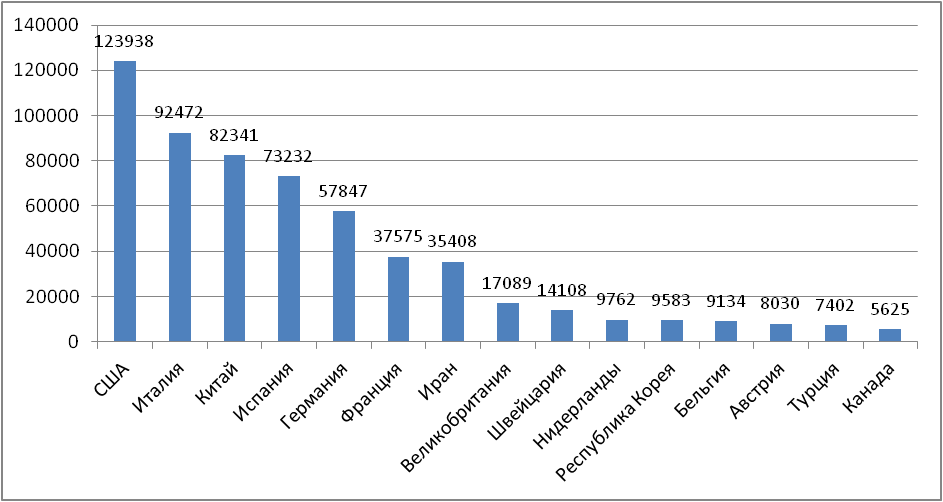 140000
120000
100000
80000
60000
40000
20000
0
123938
92472
82341
73232
57847
37575
35408
17089
14108
9762
9583
9134
8030
7402
5625
США
Италия
Китай
Испания
Германия
Франция
Иран
Великобритания
Швейцария
Нидерланды
Республика Корея
Бельгия
Австрия
Турция
Канада